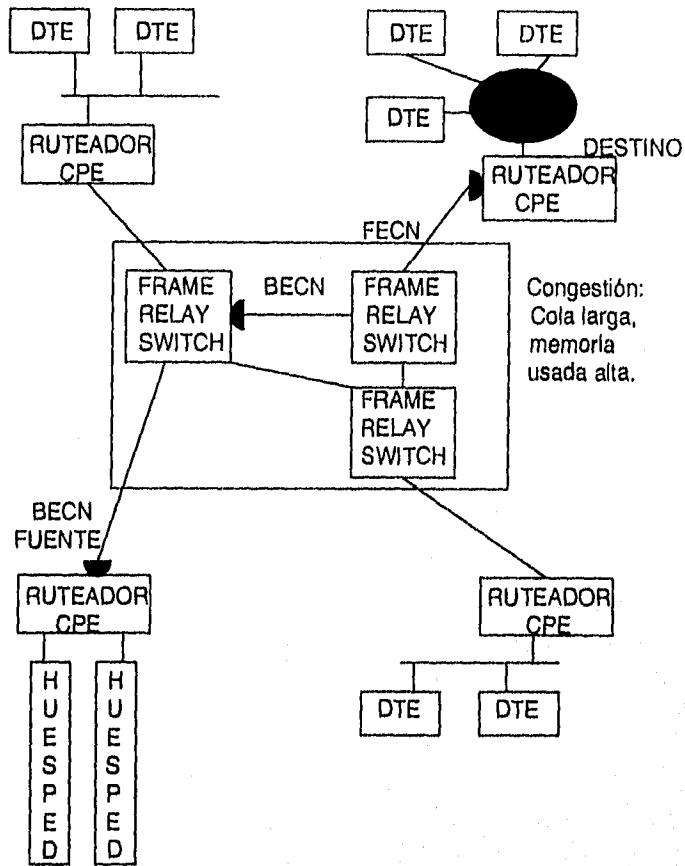 DTE
DTE
DTE
DTE
DTE
RUTEADOR
CPE
DESTINO
RUTEADOR
CPE
FECN
FRAME
RELAY
SWITCH
BECN
FRAME
RELAY
SWITCH
Congestión:
Cola larga,
memoria
usada alta.
FRAME
RELAY
SWITCH
BECN
FUENTE
RUTEADOR
CPE
RUTEADOR
CPE
HUESPED
HUESPED
DTE
DTE